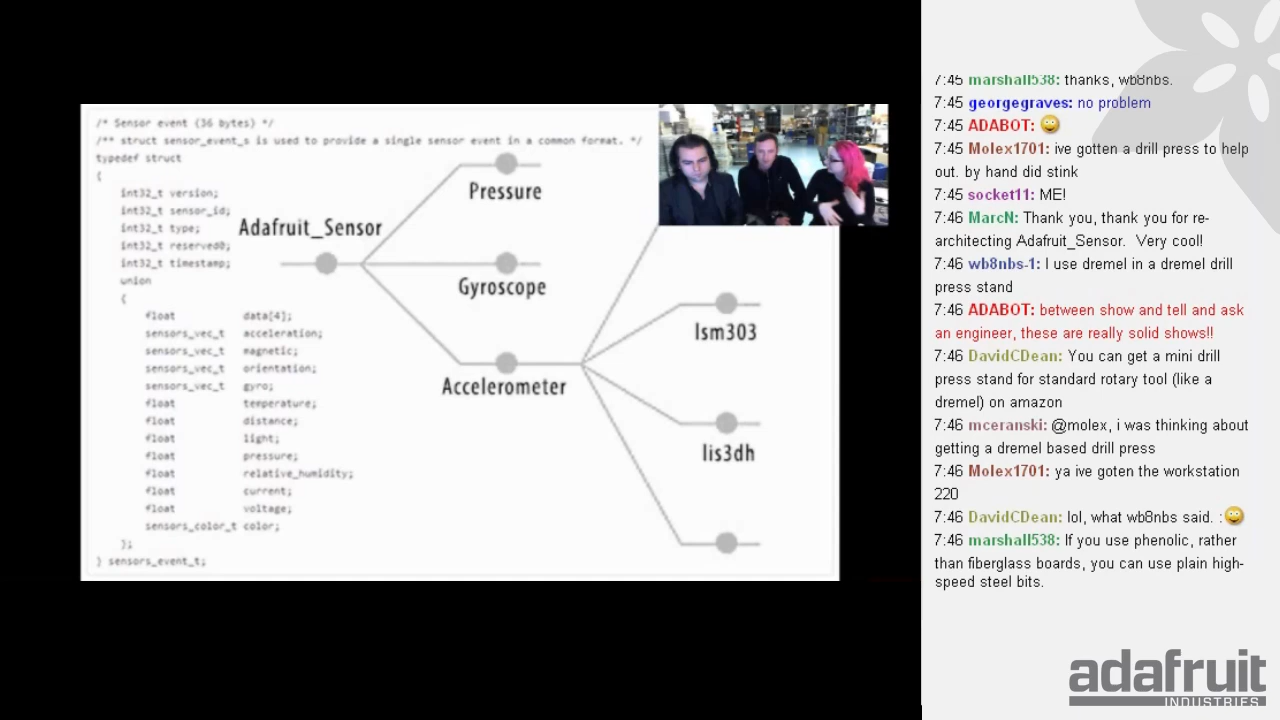 /* Sensor event (36 bytes) */
/** struct sensor_event_s is used to provide a single sensor event in a common format. */
typedef struct
{
int32_t version;
int32_t sensor_id;
int32_t type;
int32_t reserved0;
int32_t timestamp;
union
{
float data[4];
sensors_vec_t acceleration;
sensors_vec_t magnetic;
sensors_vec_t orientation;
sensors_vec_t gyro;
float temperature;
float distance;
float light;
float pressure;
float relative_humidity;
float current;
float voltage;
sensors_color_t color;
};
} sensors_event_t;
Adafruit_Sensor
Pressure
Gyroscope
Accelerometer
lsm303
lis3dh
7:45 marshall538: thanks, wb8nbs.
7:45 georgegraves: no problem
7:45 ADABOT:
7:45 Molex1701: ive gotten a drill press to help
out. by hand did stink
7:45 socket11: ME!
7:46 MarcN: Thank you, thank you for re-
architecting Adafruit_Sensor. Very cool!
7:46 wb8nbs-1: I use dremel in a dremel drill
press stand
7:46 ADABOT: between show and tell and ask
an engineer, these are really solid shows!!
7:46 DavidCDean: You can get a mini drill
press stand for standard rotary tool (like a
dremel) on amazon
7:46 mceranski: @molex, i was thinking about
getting a dremel based drill press
7:46 Molex1701: ya ive goten the workstation
220
7:46 DavidCDean: lol, what wb8nbs said. :
7:46 marshall538: If you use phenolic, rather
than fiberglass boards, you can use plain high-
speed steel bits.
adafruit
INDUSTRIES